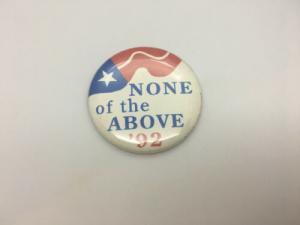 NONE
of the
ABOVE
'92